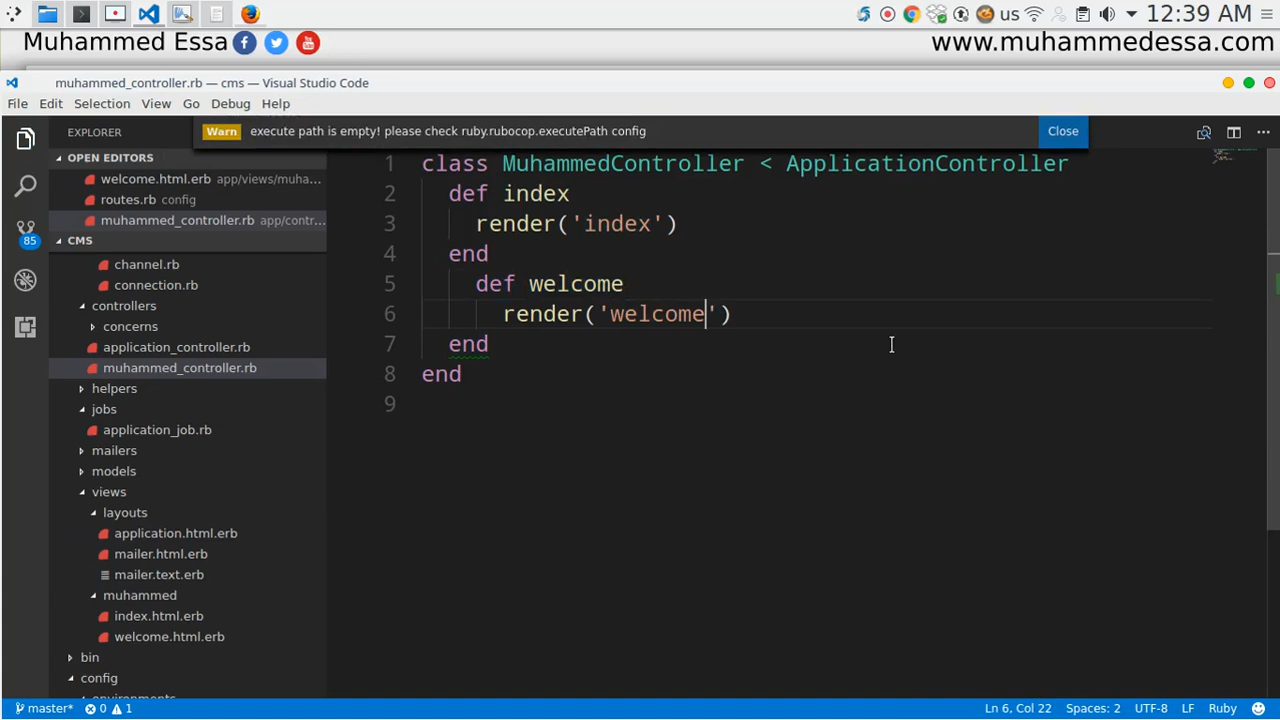 us 12:39 AM
Muhammed Essa www.muhammedessa.com
muhammed_controller.rb — cms — Visual Studio Code
File Edit Selection View Go Debug Help
EXPLORER
Warn execute path is empty! please check ruby.rubocop.executePath config Close
OPEN EDITORS
welcome.html.erb app/views/muha...
routes.rb config
muhammed_controller.rb app/contr...
85
CMS
channel.rb
connection.rb
controllers
concerns
application_controller.rb
muhammed_controller.rb
helpers
jobs
application_job.rb
mailers
models
views
layouts
application.html.erb
mailer.html.erb
mailer.text.erb
muhammed
index.html.erb
welcome.html.erb
bin
config
environments
1 class MuhammedController < ApplicationController
2 def index
3 render('index')
4 end
5 def welcome
6 render('welcome')
7 end
8 end
9
master* 0 1 Ln 6, Col 22 Spaces: 2 UTF-8 LF Ruby